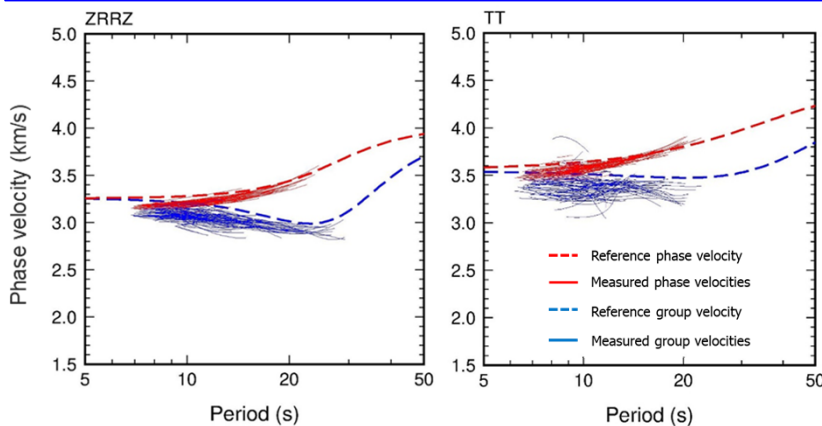 ZRRZ
TT
Phase velocity (km/s)
5.0
4.5
4.0
3.5
3.0
2.5
2.0
1.5
5
10
20
50
Period (s)
5.0
4.5
4.0
3.5
3.0
2.5
2.0
1.5
5
10
20
50
Period (s)
Reference phase velocity
Measured phase velocities
Reference group velocity
Measured group velocities